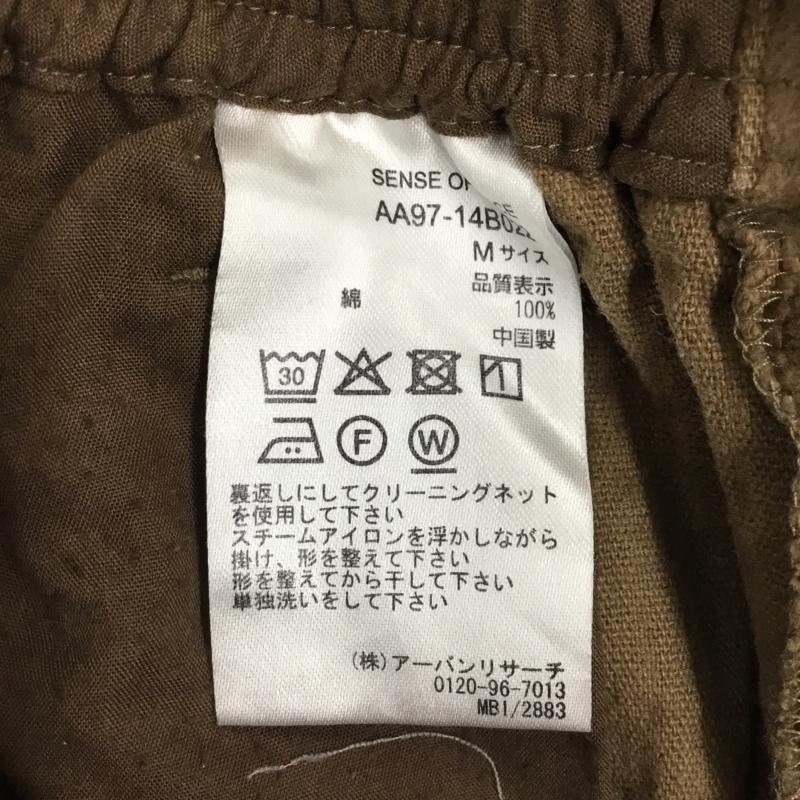 SENSE OF
AA97-14B02
Mサイズ
品質表示
綿 100%
中国製
30
F W
裏返しにしてクリーニングネット
を使用して下さい
スチームアイロンを浮かしながら
掛け、形を整えて下さい
形を整えてから干して下さい
単独洗いをして下さい
(株)アーバンリサーチ
0120-96-7013
MBI/2883